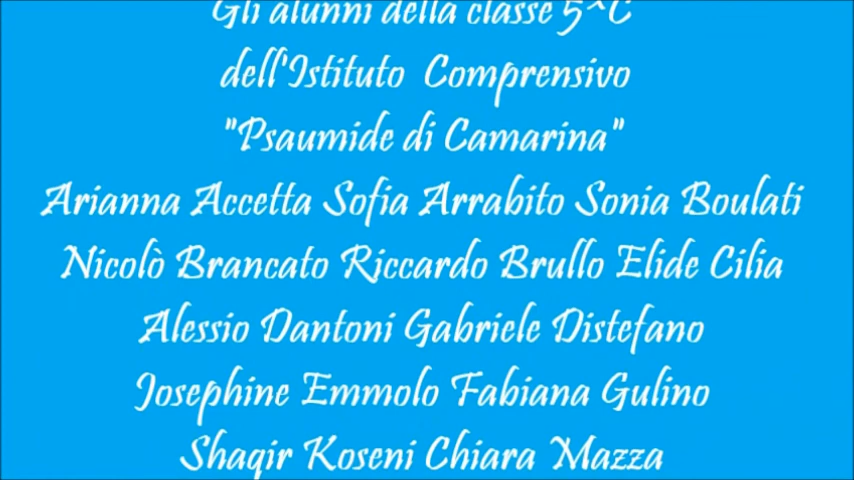 Gli alunni della classe 5^C
dell'Istituto Comprensivo
"Psaumide di Camarina"
Arianna Accetta Sofia Arrabito Sonia Boulati
Nicolò Brancato Riccardo Brullo Elide Cilia
Alessio Dantoni Gabriele Distefano
Josephine Emmolo Fabiana Gulino
Shaqir Koseni Chiara Mazza